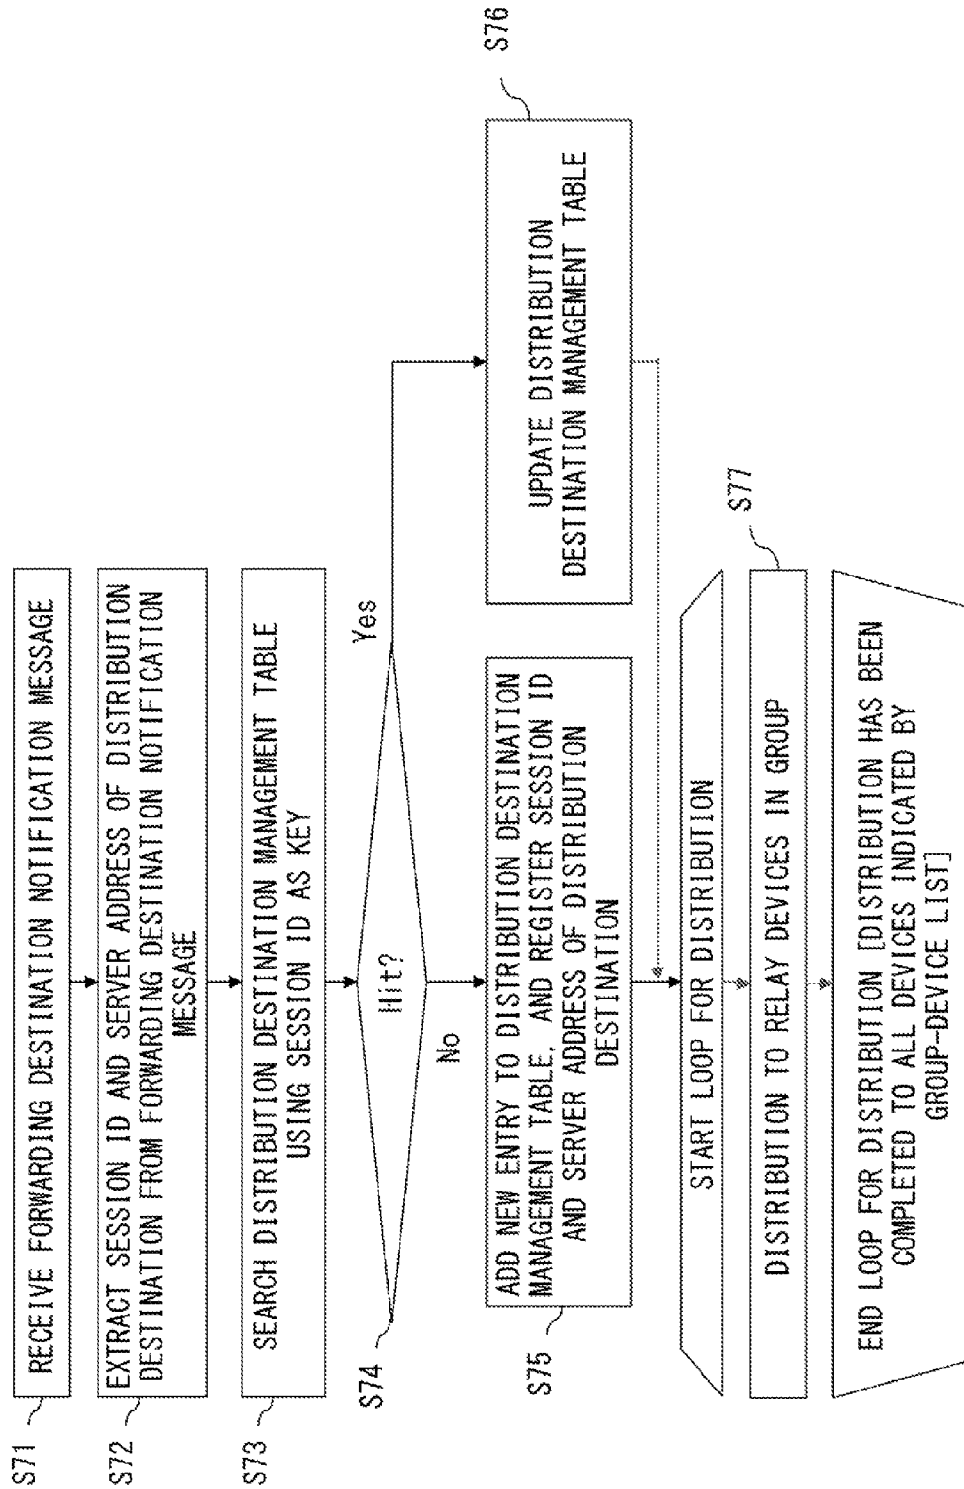 S71
RECEIVE FORWARDING DESTINATION NOTIFICATION MESSAGE
S72
EXTRACT SESSION ID AND SERVER ADDRESS OF DISTRIBUTION
DESTINATION FROM FORWARDING DESTINATION NOTIFICATION
MESSAGE
S73
SEARCH DISTRIBUTION DESTINATION MANAGEMENT TABLE
USING SESSION ID AS KEY
S74
Hit?
Yes
No
S75
ADD NEW ENTRY TO DISTRIBUTION DESTINATION
MANAGEMENT TABLE, AND REGISTER SESSION ID
AND SERVER ADDRESS OF DISTRIBUTION
DESTINATION
S76
UPDATE DISTRIBUTION
DESTINATION MANAGEMENT TABLE
START LOOP FOR DISTRIBUTION
S77
DISTRIBUTION TO RELAY DEVICES IN GROUP
END LOOP FOR DISTRIBUTION [DISTRIBUTION HAS BEEN
COMPLETED TO ALL DEVICES INDICATED BY
GROUP-DEVICE LIST]